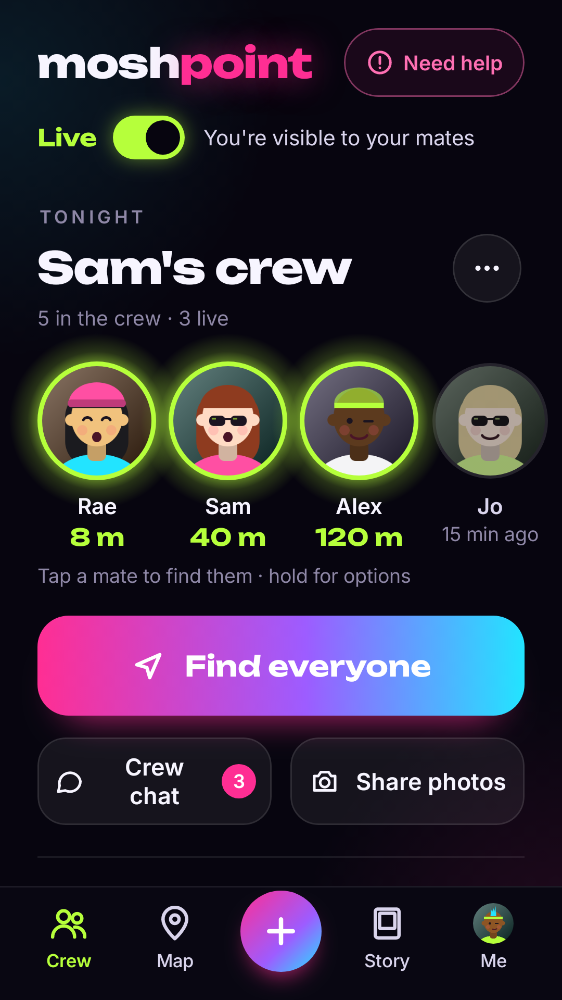 moshpoint
Need help
Live
You're visible to your mates
TONIGHT
Sam's crew
5 in the crew · 3 live
Rae
8 m
Sam
40 m
Alex
120 m
Jo
15 min ago
Tap a mate to find them · hold for options
Find everyone
Crew
chat
3
Share photos
Crew
Map
Story
Me